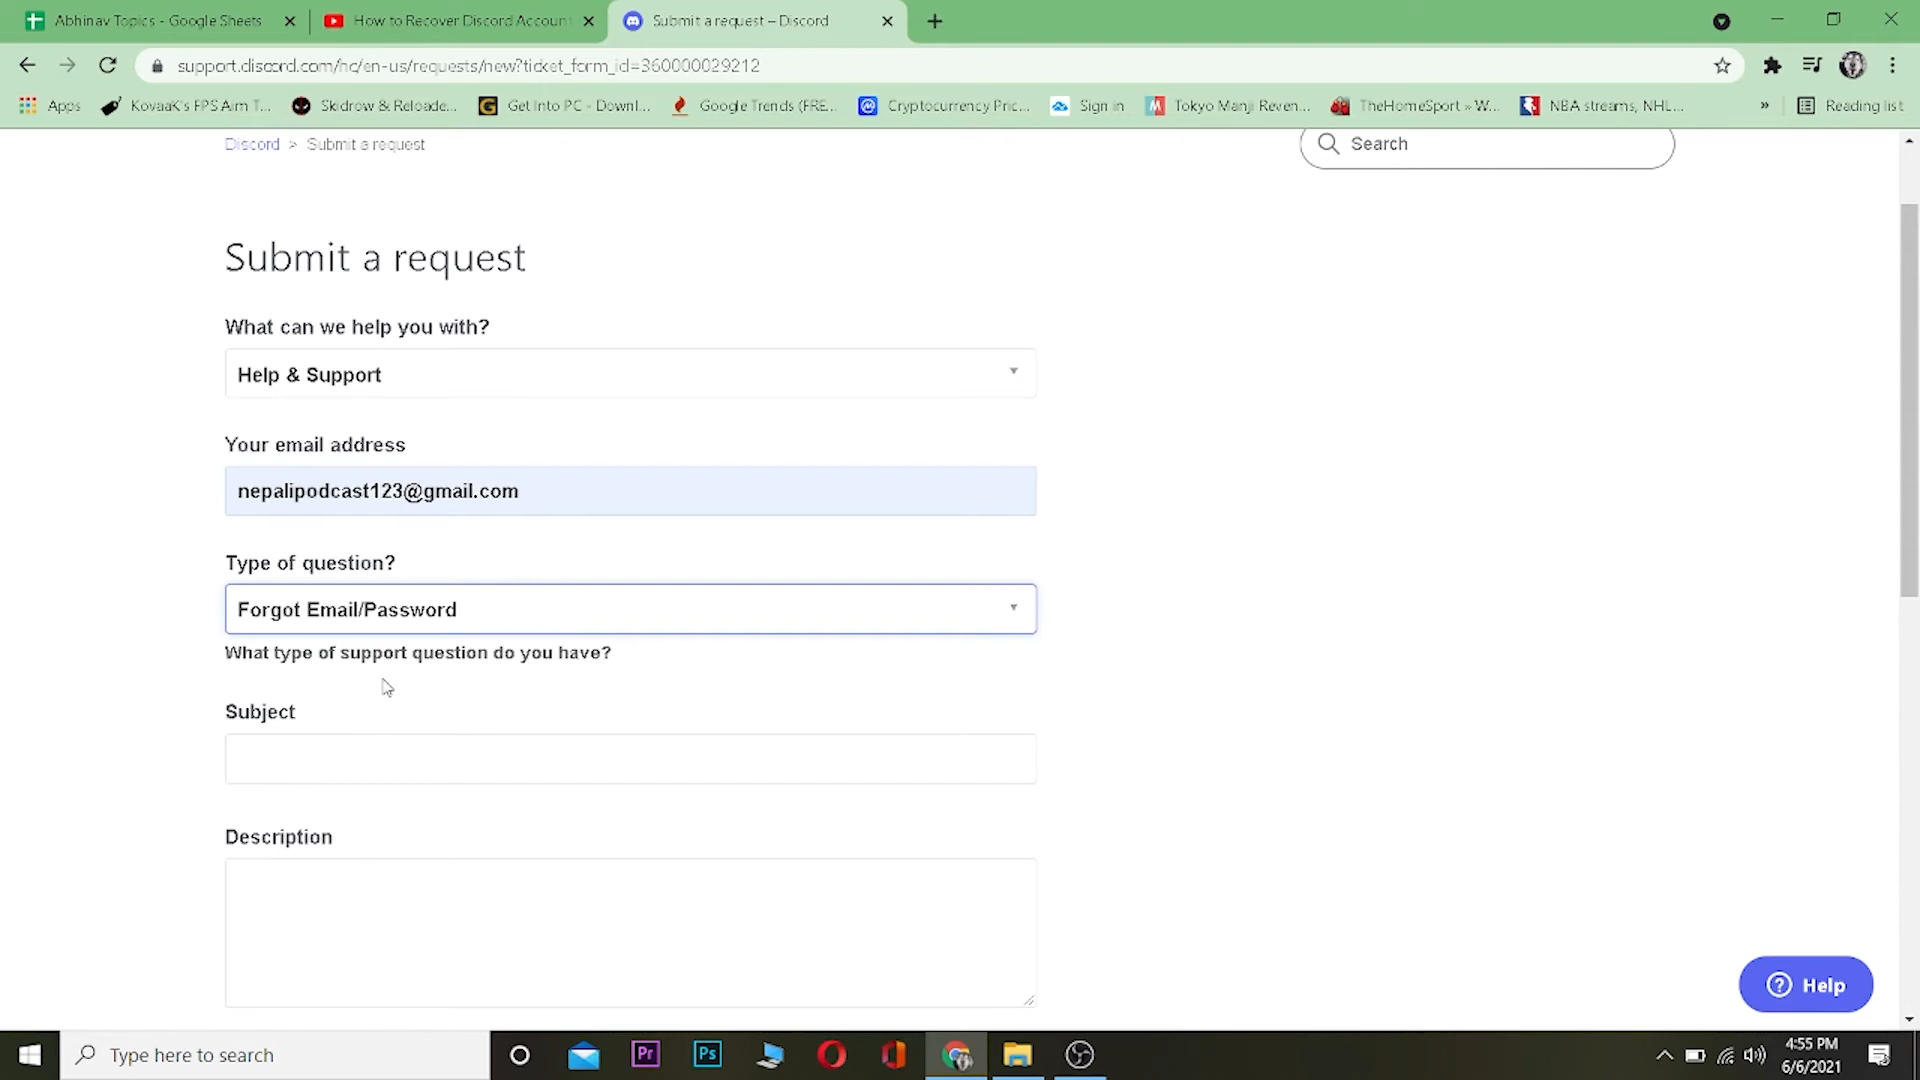 Abhinav Topics - Google Sheets
How to Recover Discord Accoun
Submit a request – Discord
support.discord.com/hc/en-us/requests/new?ticket_form_id=360000029212
Apps
KovaaK's FPS Aim T...
Skidrow & Reloade...
Get Into PC - Downl...
Google Trends (FRE...
Cryptocurrency Pric...
Sign in
Tokyo Manji Reven...
TheHomeSport » W...
NBA streams, NHL...
»
Reading list
Discord > Submit a request
Search
Submit a request
What can we help you with?
Help & Support
Your email address
nepalipodcast123@gmail.com
Type of question?
Forgot Email/Password
What type of support question do you have?
Subject
Description
Help
Type here to search
Pr
Ps
4:55 PM
6/6/2021